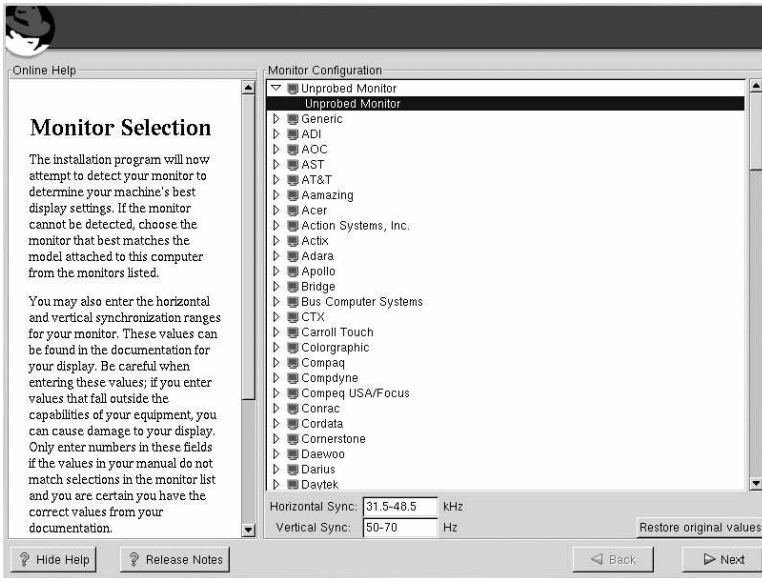 Online Help
Monitor Selection
The installation program will now
attempt to detect your monitor to
determine your machine's best
display settings. If the monitor
cannot be detected, choose the
monitor that best matches the
model attached to this computer
from the monitors listed.
You may also enter the horizontal
and vertical synchronization ranges
for your monitor. These values can
be found in the documentation for
your display. Be careful when
entering these values; if you enter
values that fall outside the
capabilities of your equipment, you
can cause damage to your display.
Only enter numbers in these fields
if the values in your manual do not
match selections in the monitor list
and you are certain you have the
correct values from your
documentation.
Monitor Configuration
Unprobed Monitor
Unprobed Monitor
Generic
ADI
AOC
AST
AT&T
Aamazing
Acer
Action Systems, Inc.
Actix
Adara
Apollo
Bridge
Bus Computer Systems
CTX
Carroll Touch
Colorgraphic
Compaq
Compdyne
Compeq USA/Focus
Conrac
Cordata
Cornerstone
Daewoo
Darius
Daytek
Horizontal Sync: 31.5-48.5 kHz
Vertical Sync: 50-70 Hz
Restore original values
Hide Help
Release Notes
Back
Next